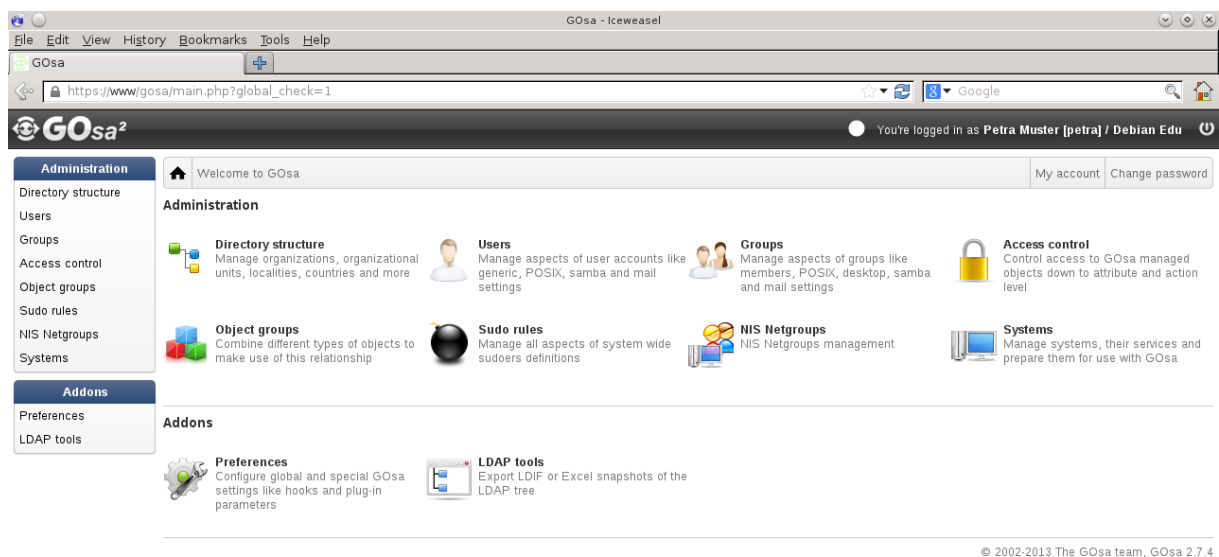 GOsa - Iceweasel
File Edit View History Bookmarks Tools Help
GOsa
https://www/gosa/main.php?global_check=1
Google
GOsa²
You're logged in as Petra Muster [petra] / Debian Edu
Administration
Directory structure
Users
Groups
Access control
Object groups
Sudo rules
NIS Netgroups
Systems
Addons
Preferences
LDAP tools
Welcome to GOsa
My account
Change password
Administration
Directory structure
Manage organizations, organizational
units, localities, countries and more
Users
Manage aspects of user accounts like
generic, POSIX, samba and mail
settings
Groups
Manage aspects of groups like
members, POSIX, desktop, samba
and mail settings
Access control
Control access to GOsa managed
objects down to attribute and action
level
Object groups
Combine different types of objects to
make use of this relationship
Sudo rules
Manage all aspects of system wide
sudoers definitions
NIS Netgroups
NIS Netgroups management
Systems
Manage systems, their services and
prepare them for use with GOsa
Addons
Preferences
Configure global and special GOsa
settings like hooks and plug-in
parameters
LDAP tools
Export LDIF or Excel snapshots of the
LDAP tree
© 2002-2013 The GOsa team, GOsa 2.7.4